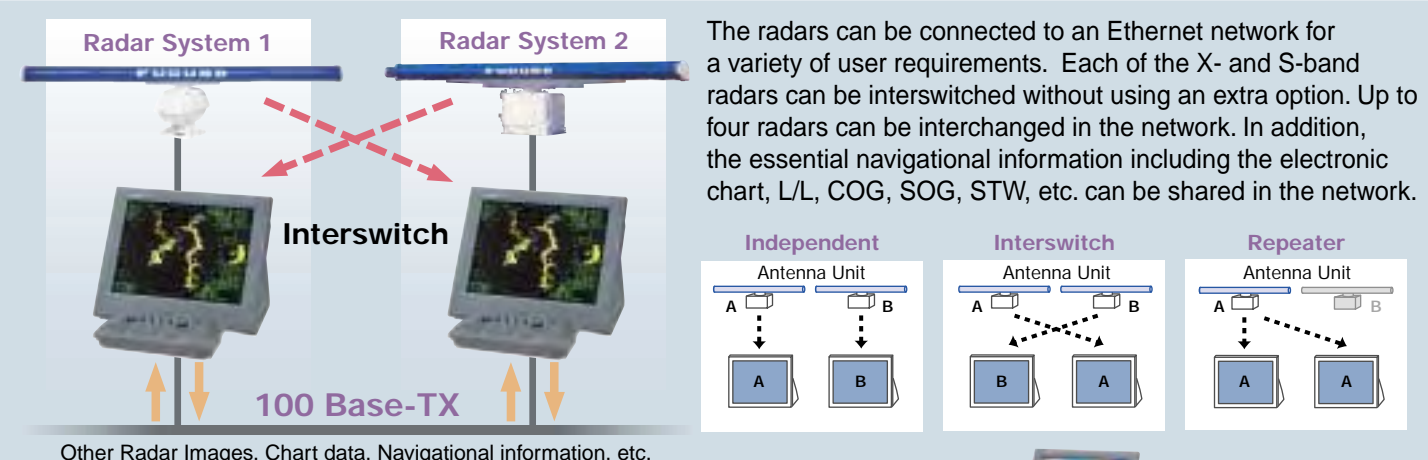 Radar System 1
Radar System 2
FURUNO
FURUNO
Interswitch
100 Base-TX
Other Radar Images, Chart data, Navigational information, etc.
The radars can be connected to an Ethernet network for
a variety of user requirements. Each of the X- and S-band
radars can be interswitched without using an extra option. Up to
four radars can be interchanged in the network. In addition,
the essential navigational information including the electronic
chart, L/L, COG, SOG, STW, etc. can be shared in the network.
Independent
Antenna Unit
A
B
A
B
Interswitch
Antenna Unit
A
B
B
A
Repeater
Antenna Unit
A
B
A
A